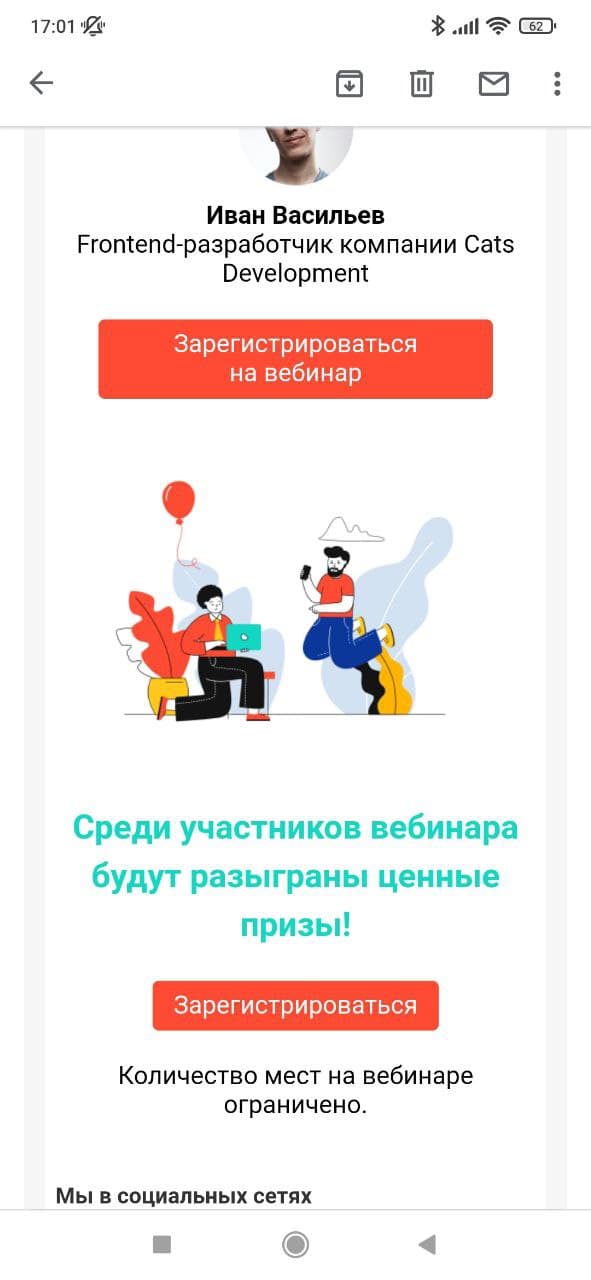 17:01
62
Иван Васильев
Frontend-разработчик компании Cats
Development
Зарегистрироваться
на вебинар
Среди участников вебинара
будут разыграны ценные
призы!
Зарегистрироваться
Количество мест на вебинаре
ограничено.
Мы в социальных сетях